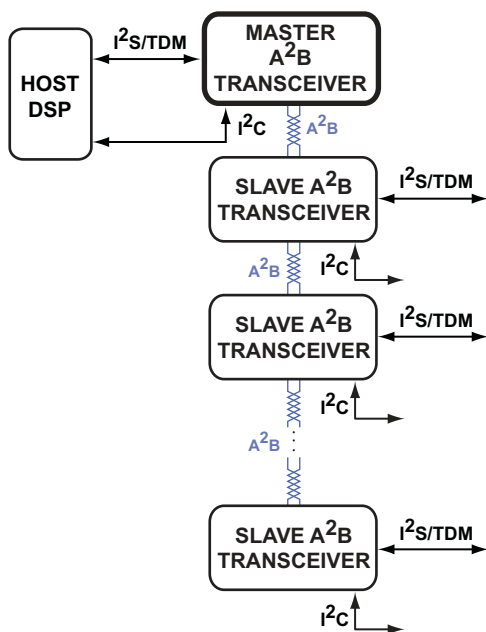 MASTER
A²B
TRANSCEIVER
I²S/TDM
HOST
DSP
I²C
A²B
SLAVE A²B
TRANSCEIVER
I²S/TDM
I²C
A²B
SLAVE A²B
TRANSCEIVER
I²S/TDM
I²C
A²B
SLAVE A²B
TRANSCEIVER
I²S/TDM
I²C